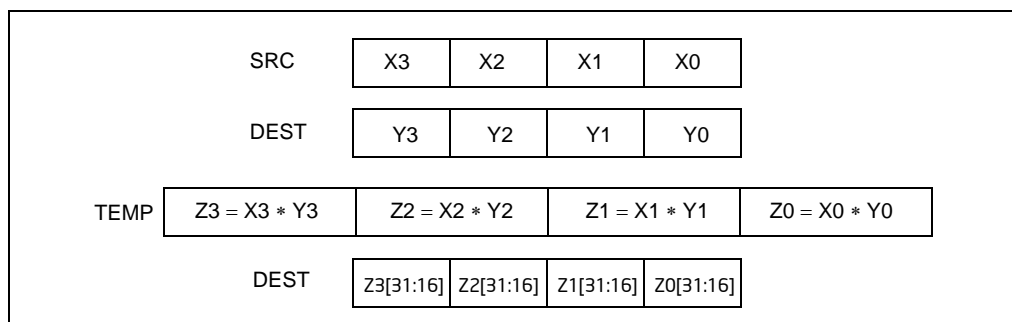 SRC X3 X2 X1 X0
DEST Y3 Y2 Y1 Y0
TEMP Z3 = X3 ∗ Y3 Z2 = X2 ∗ Y2 Z1 = X1 ∗ Y1 Z0 = X0 ∗ Y0
DEST Z3[31:16] Z2[31:16] Z1[31:16] Z0[31:16]